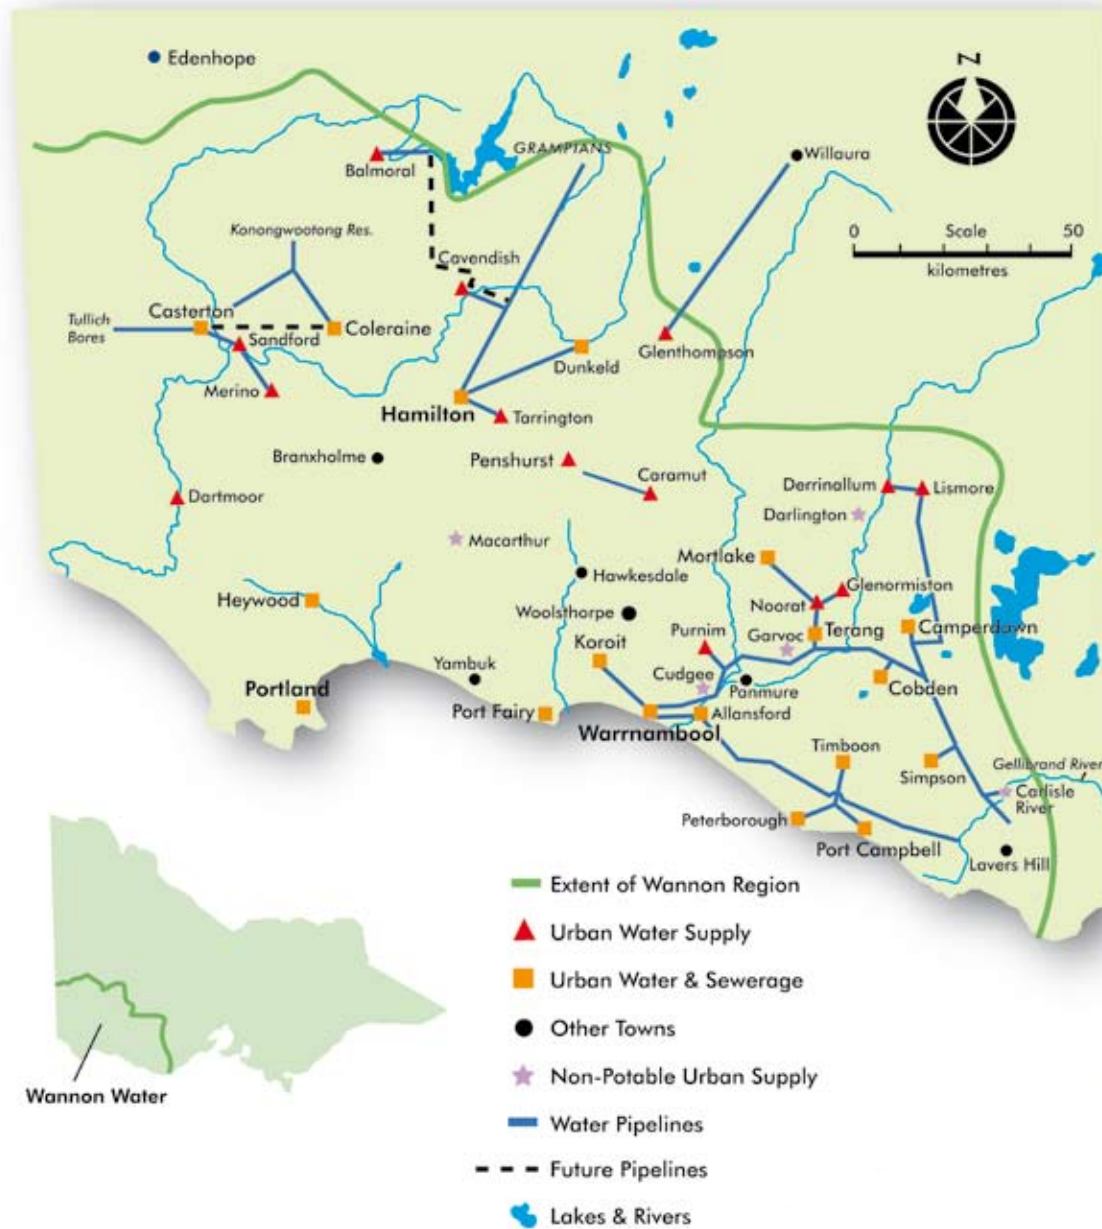 Edenhope
Z
GRAMPIANS
Willaura
Balmoral
Konongwootong Res.
Scale
0
50
kilometres
Cavendish
Casterton
Tullich
Bores
Sandford
Coleraine
Glenthompson
Dunkeld
Merino
Hamilton
Tarrington
Branxholme
Penshurst
Caramut
Derrinallum
Lismore
Dartmoor
Darlington
Macarthur
Mortlake
Hawkesdale
Glenormiston
Heywood
Noorat
Woolsthorpe
Purnim
Garvoc
Terang
Camperdawn
Koroit
Yambuk
Cudgee
Panmure
Cobden
Portland
Port Fairy
Allansford
Warrnambool
Timboon
Simpson
Gellibrand River
Carlisle
River
Peterborough
Port Campbell
Lavers Hill
Extent of Wannon Region
Urban Water Supply
Urban Water & Sewerage
Other Towns
Non-Potable Urban Supply
Water Pipelines
Future Pipelines
Lakes & Rivers
Wannon Water